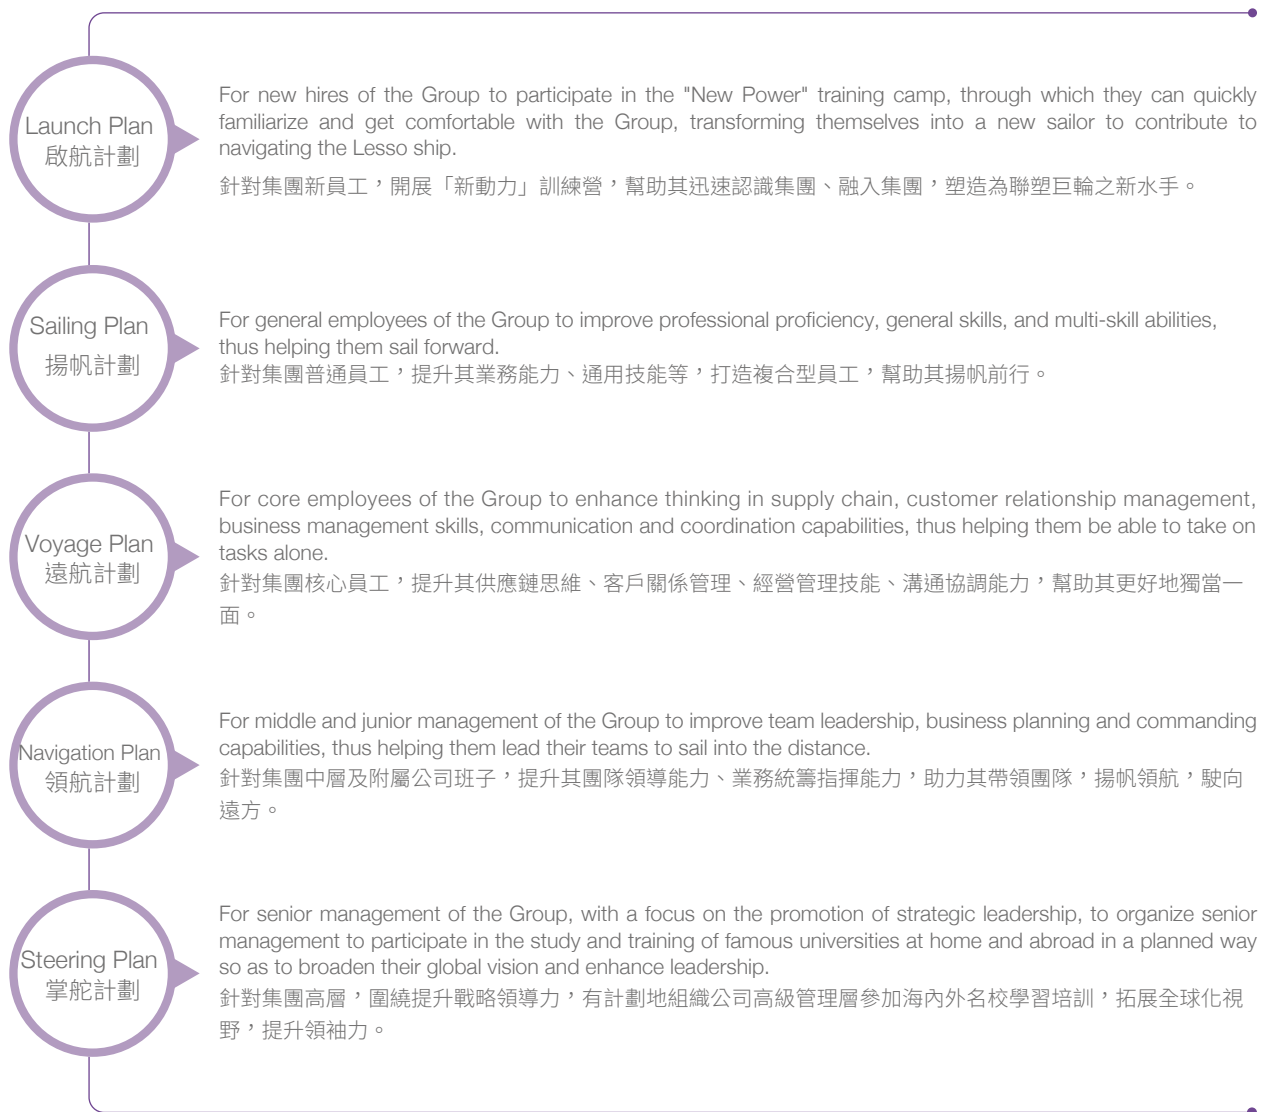 Launch Plan
啟航計劃
For new hires of the Group to participate in the "New Power" training camp, through which they can quickly
familiarize and get comfortable with the Group, transforming themselves into a new sailor to contribute to
navigating the Lesso ship.
針對集團新員工，開展「新動力」訓練營，幫助其迅速認識集團、融入集團，塑造為聯塑巨輪之新水手。
Sailing Plan
揚帆計劃
For general employees of the Group to improve professional proficiency, general skills, and multi-skill abilities,
thus helping them sail forward.
針對集團普通員工，提升其業務能力、通用技能等，打造複合型員工，幫助其揚帆前行。
Voyage Plan
遠航計劃
For core employees of the Group to enhance thinking in supply chain, customer relationship management,
business management skills, communication and coordination capabilities, thus helping them be able to take on
tasks alone.
針對集團核心員工，提升其供應鏈思維、客戶關係管理、經營管理技能、溝通協調能力，幫助其更好地獨當一
面。
Navigation Plan
領航計劃
For middle and junior management of the Group to improve team leadership, business planning and commanding
capabilities, thus helping them lead their teams to sail into the distance.
針對集團中層及附屬公司班子，提升其團隊領導能力、業務統籌指揮能力，助力其帶領團隊，揚帆領航，駛向
遠方。
Steering Plan
掌舵計劃
For senior management of the Group, with a focus on the promotion of strategic leadership, to organize senior
management to participate in the study and training of famous universities at home and abroad in a planned way
so as to broaden their global vision and enhance leadership.
針對集團高層，圍繞提升戰略領導力，有計劃地組織公司高級管理層參加海內外名校學習培訓，拓展全球化視
野，提升領袖力。